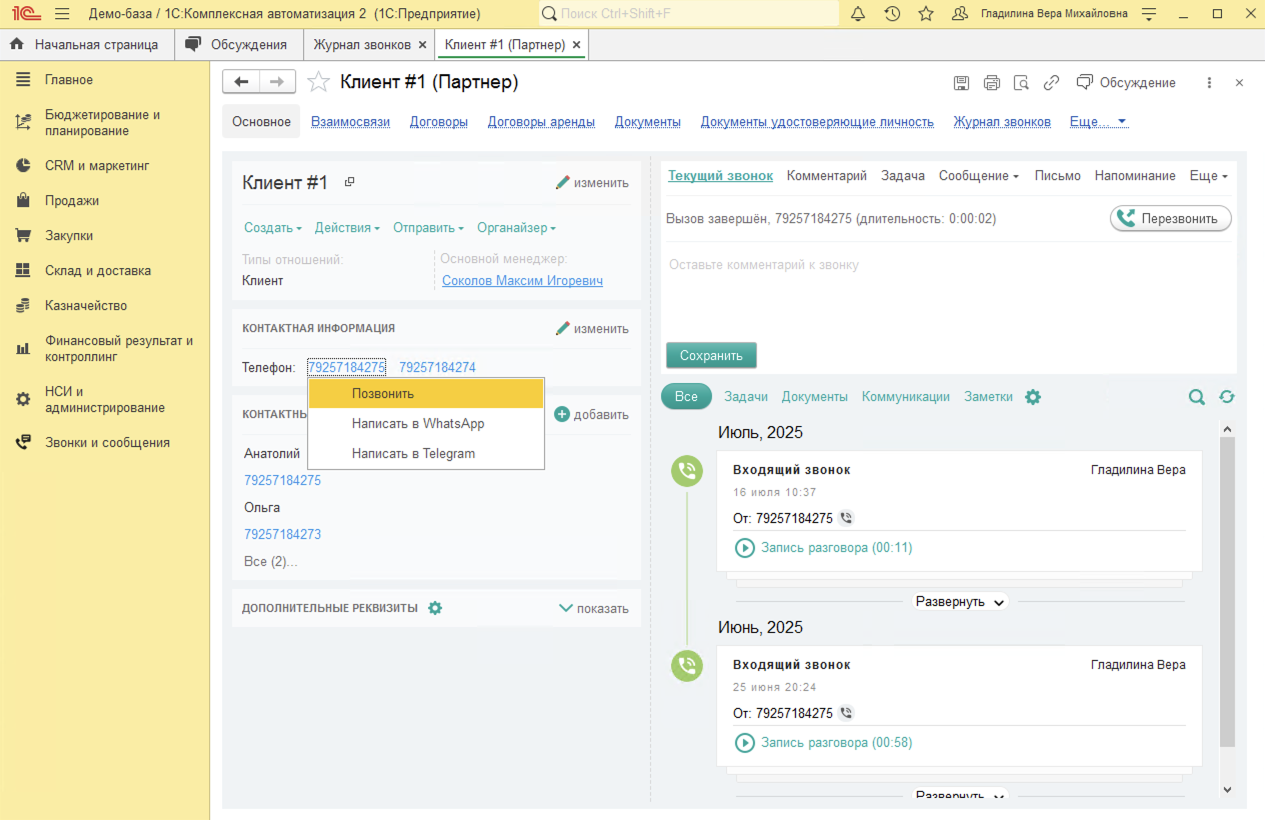 1С Демо-база / 1С:Комплексная автоматизация 2 (1С:Предприятие) Поиск Ctrl+Shift+F Гладилина Вера Михайловна
Начальная страница Обсуждения Журнал звонков × Клиент #1 (Партнер) ×
Главное
Бюджетирование и
планирование
CRM и маркетинг
Продажи
Закупки
Склад и доставка
Казначейство
Финансовый результат и
контроллинг
НСИ и
администрирование
Звонки и сообщения
Клиент #1 (Партнер) Обсуждение
Основное Взаимосвязи Договоры Договоры аренды Документы Документы удостоверяющие личность Журнал звонков Еще...
Клиент #1 изменить
Создать Действия Отправить Органайзер
Типы отношений: Основной менеджер:
Клиент Соколов Максим Игоревич
КОНТАКТНАЯ ИНФОРМАЦИЯ изменить
Телефон: 79257184275 79257184274
Позвонить
Написать в WhatsApp
Написать в Telegram
КОНТАКТНЫ добавить
Анатолий
79257184275
Ольга
79257184273
Все (2)...
ДОПОЛНИТЕЛЬНЫЕ РЕКВИЗИТЫ показать
Текущий звонок Комментарий Задача Сообщение Письмо Напоминание Еще
Вызов завершён, 79257184275 (длительность: 0:00:02) Перезвонить
Оставьте комментарий к звонку
Сохранить
Все Задачи Документы Коммуникации Заметки
Июль, 2025
Входящий звонок Гладилина Вера
16 июля 10:37
От: 79257184275
Запись разговора (00:11)
Развернуть
Июнь, 2025
Входящий звонок Гладилина Вера
25 июня 20:24
От: 79257184275
Запись разговора (00:58)
Развернуть